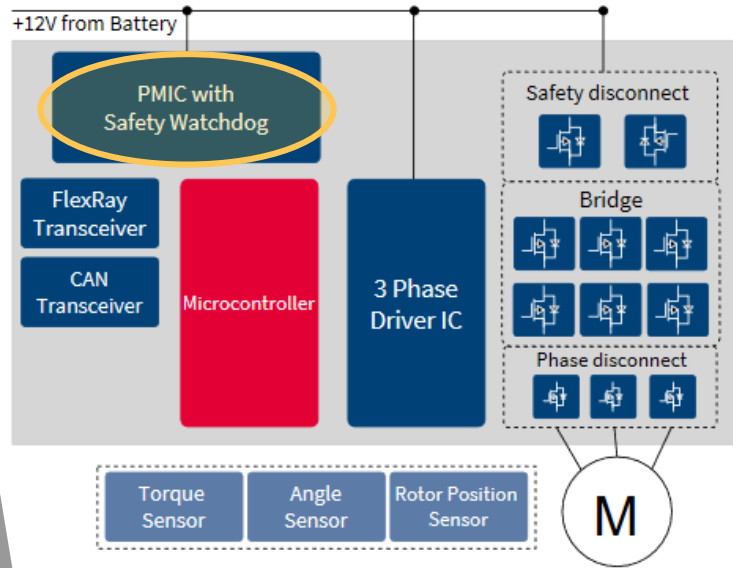 +12V from Battery
PMIC with
Safety Watchdog
Safety disconnect
FlexRay
Transceiver
CAN
Transceiver
Microcontroller
3 Phase
Driver IC
Bridge
Phase disconnect
Torque
Sensor
Angle
Sensor
Rotor Position
Sensor
M